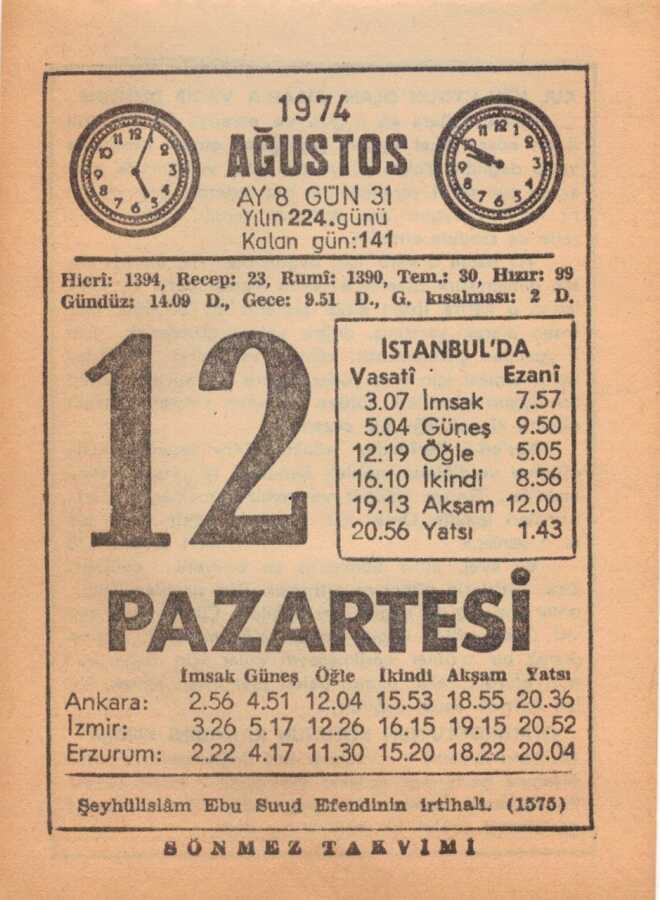 1974
AĞUSTOS
AY 8 GÜN 31
Yılın 224.günü
Kalan gün:141
Hicrî: 1394, Recep: 23, Rumî: 1390, Tem.: 30, Hızır: 99
Gündüz: 14.09 D., Gece: 9.51 D., G. kısalması: 2 D.
12
İSTANBUL'DA
Vasatî Ezanî
3.07 İmsak 7.57
5.04 Güneş 9.50
12.19 Öğle 5.05
16.10 İkindi 8.56
19.13 Akşam 12.00
20.56 Yatsı 1.43
PAZARTESİ
İmsak Güneş Öğle İkindi Akşam Yatsı
Ankara: 2.56 4.51 12.04 15.53 18.55 20.36
İzmir: 3.26 5.17 12.26 16.15 19.15 20.52
Erzurum: 2.22 4.17 11.30 15.20 18.22 20.04
Şeyhülislâm Ebu Suud Efendinin irtihali. (1575)
SÖNMEZ TAKVİMİ